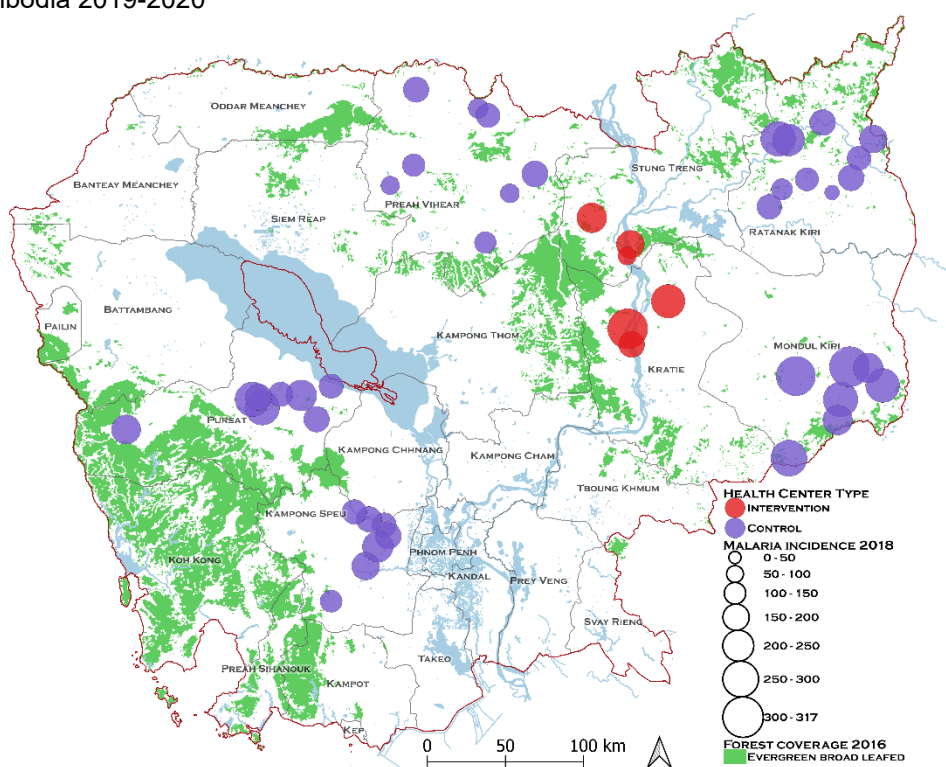 mbodia 2019-2020
Oddar Meanchey
Stung Treng
Banteay Meanchey
Preah Vihear
Siem Reap
Ratanak Kiri
Battambang
Pailin
Kampong Thom
Mondul Kiri
Kratie
Pursat
Kampong Chhnang
Kampong Cham
Tboung Khmum
Kampong Speu
Phnom Penh
Koh Kong
Kandal
Prey Veng
Svay Rieng
Takeo
Preah Sihanouk
Kampot
Kep
Health Center Type
Intervention
Control
Malaria incidence 2018
0 - 50
50 - 100
100 - 150
150 - 200
200 - 250
250 - 300
300 - 317
Forest coverage 2016
Evergreen broad leafed
0 50 100 km